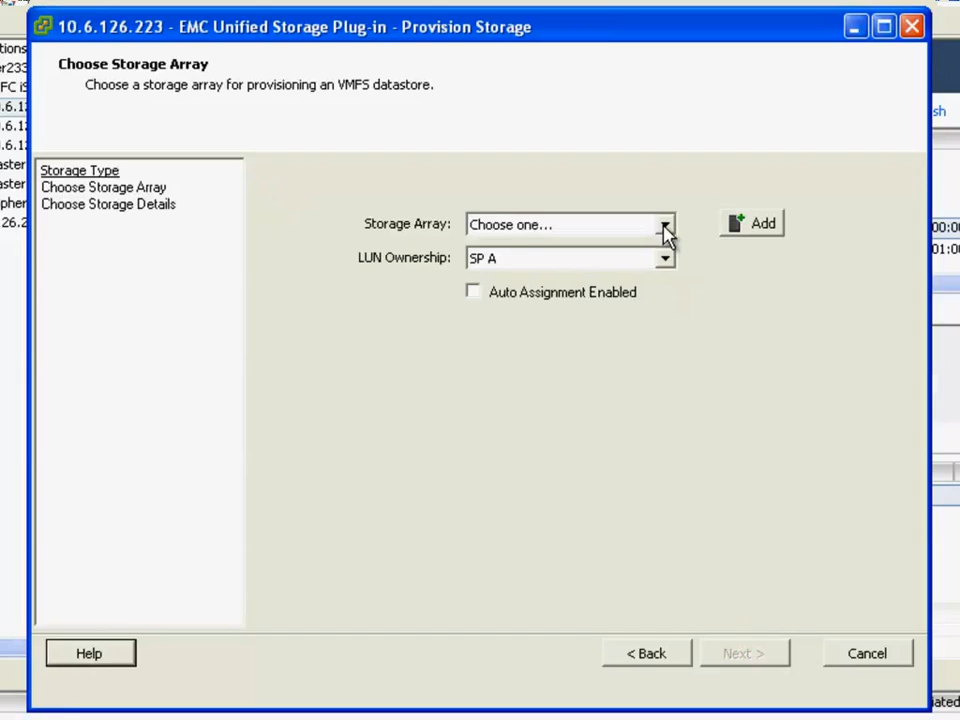 10.6.126.223 - EMC Unified Storage Plug-in - Provision Storage
Choose Storage Array
Choose a storage array for provisioning an VMFS datastore.
Storage Type
Choose Storage Array
Choose Storage Details
Storage Array: Choose one... Add
LUN Ownership: SP A
Auto Assignment Enabled
Help < Back Next > Cancel